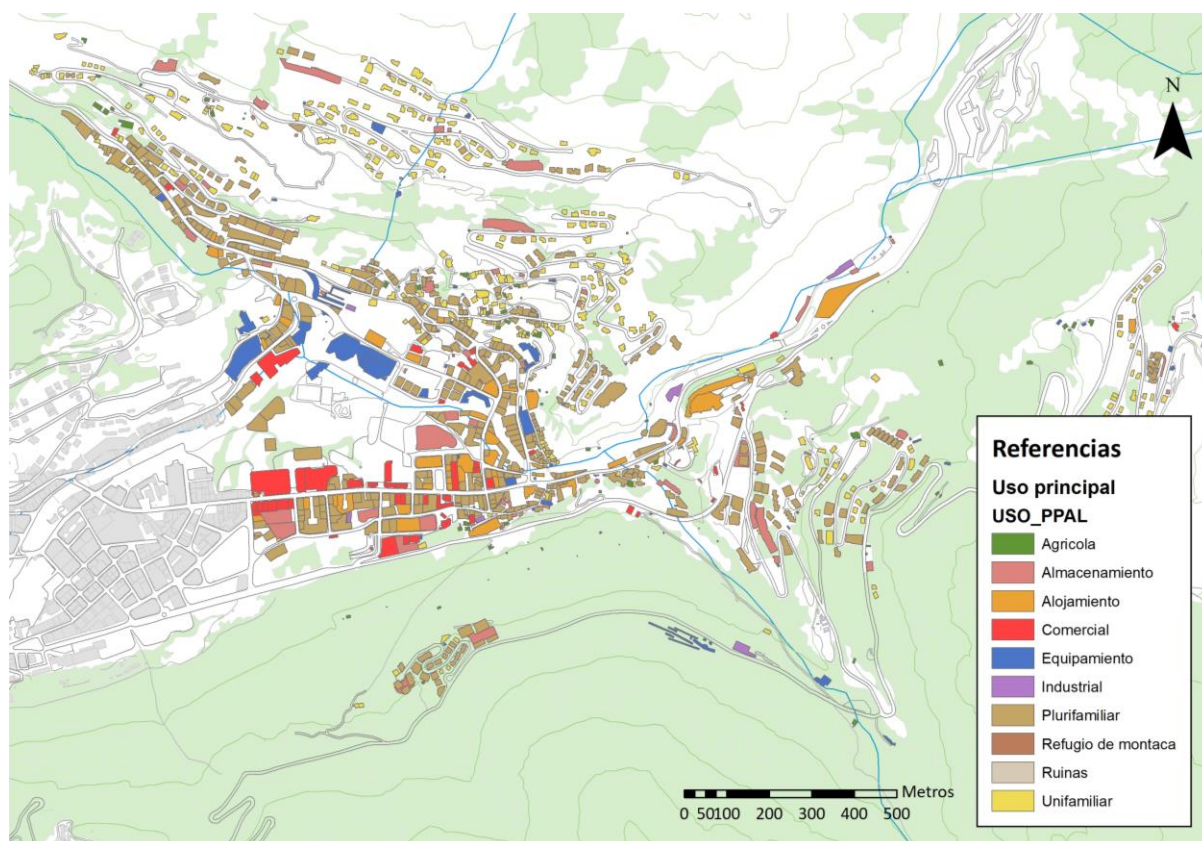 N
Referencias
Uso principal
USO_PPAL
Agricola
Almacenamiento
Alojamiento
Comercial
Equipamiento
Industrial
Plurifamiliar
Refugio de montaca
Ruinas
Unifamiliar
Metros
0 50100 200 300 400 500